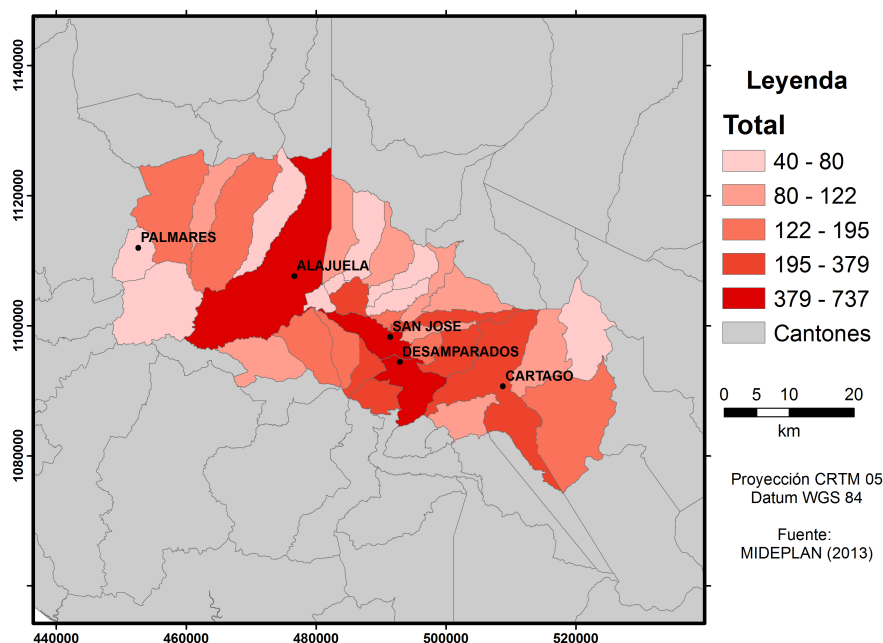 1140000
1120000
1100000
1080000
440000
460000
480000
500000
520000
PALMARES
ALAJUELA
SAN JOSE
DESAMPARADOS
CARTAGO
Leyenda
Total
40 - 80
80 - 122
122 - 195
195 - 379
379 - 737
Cantones
0 5 10 20
km
Proyección CRTM 05
Datum WGS 84
Fuente:
MIDEPLAN (2013)